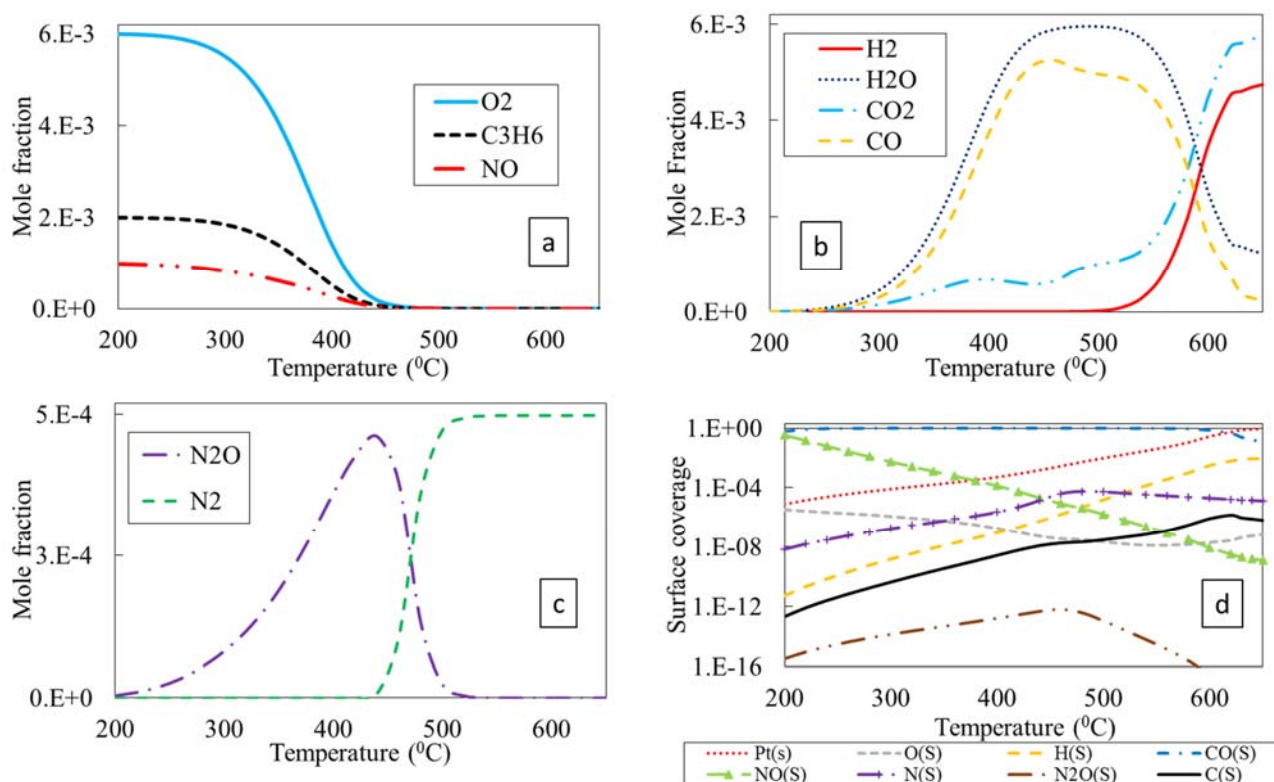 6.E-3
4.E-3
2.E-3
0.E+0
Mole fraction
O2
C3H6
NO
a
200 300 400 500 600
Temperature (⁰C)
6.E-3
4.E-3
2.E-3
0.E+0
Mole Fraction
H2
H2O
CO2
CO
b
200 300 400 500 600
Temperature (⁰C)
5.E-4
3.E-4
0.E-4
Mole fraction
N2O
N2
c
200 300 400 500 600
Temperature (⁰C)
1.E+00
1.E-04
1.E-08
1.E-12
1.E-16
Surface coverage
d
200 300 400 500 600
Temperature (⁰C)
Pt(s) O(S) H(S) CO(S)
NO(S) N(S) N2O(S) C(S)